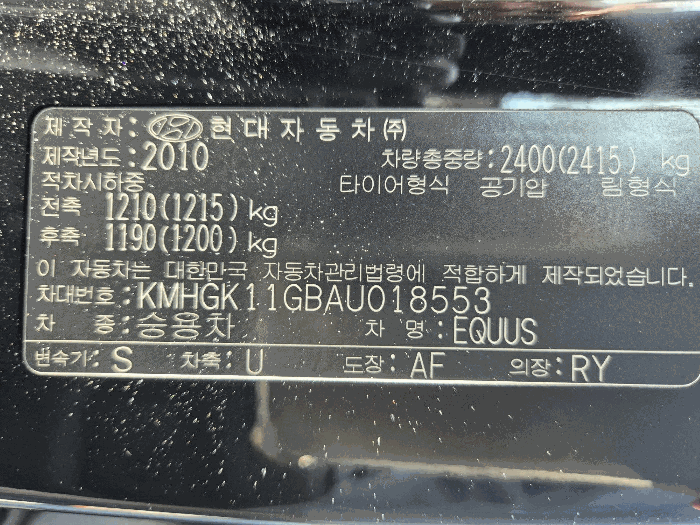 제작자: 현대자동차㈜
제작년도:2010 차량총중량:2400(2415) kg
적차시하중 타이어형식 공기압 림형식
전축 1210(1215)kg
후축 1190(1200)kg
이 자동차는 대한민국 자동차관리법령에 적합하게 제작되었습니다.
차대번호:KMHGK11GBAU018553
차 종:승용차 차 명:EQUUS
변속기:S 차축:U 도장:AF 의장:RY